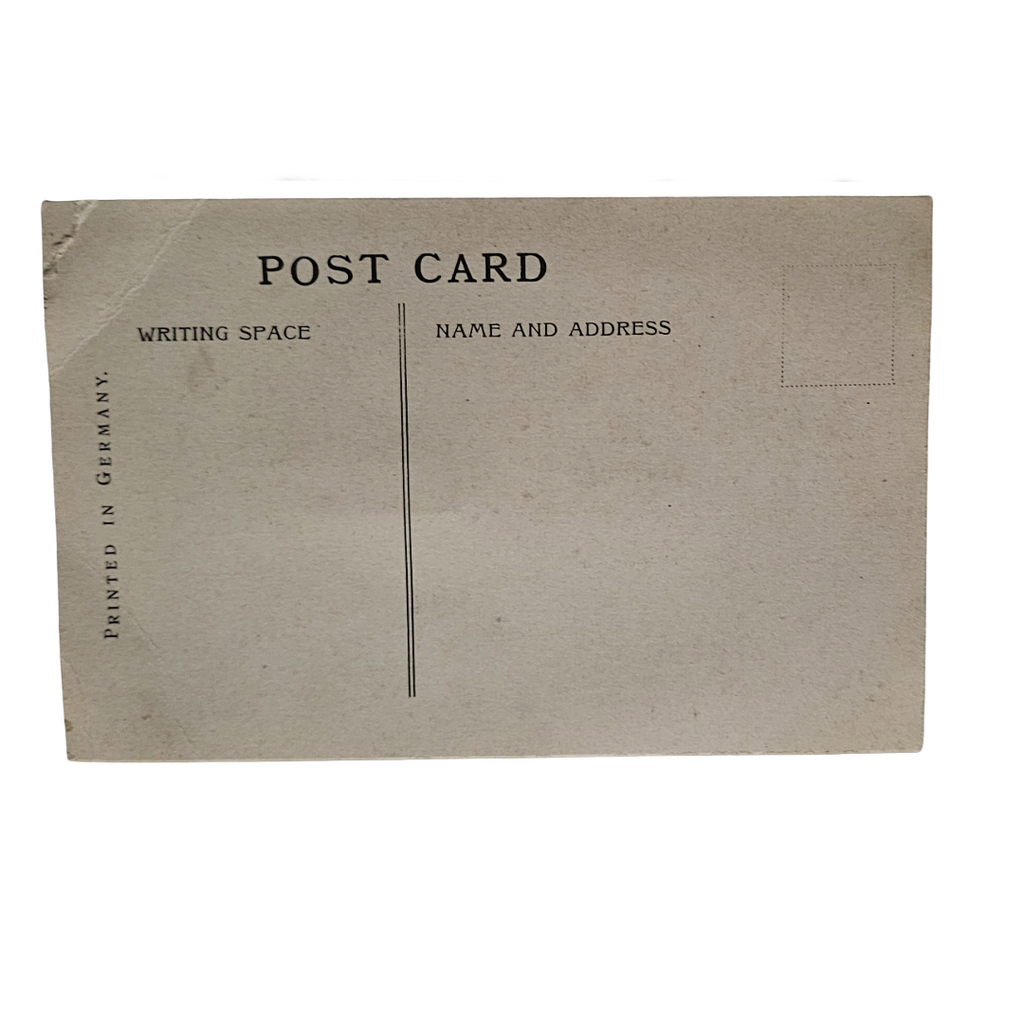 POST CARD
WRITING SPACE
NAME AND ADDRESS
PRINTED IN GERMANY.